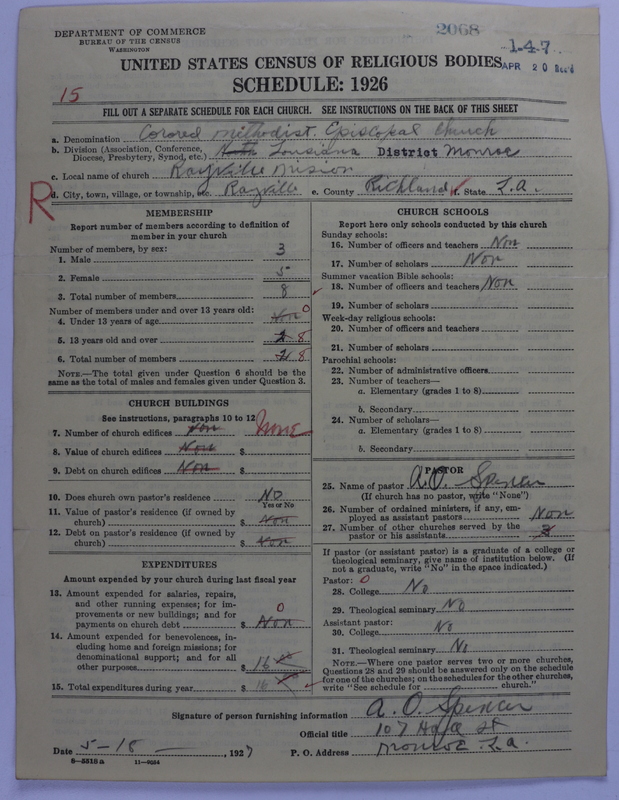 DEPARTMENT OF COMMERCE
BUREAU OF THE CENSUS
WASHINGTON
2068
1-4-7
APR 20
UNITED STATES CENSUS OF RELIGIOUS BODIES
SCHEDULE: 1926
15
FILL OUT A SEPARATE SCHEDULE FOR EACH CHURCH. SEE INSTRUCTIONS ON THE BACK OF THIS SHEET
a. Denomination Colored Methodist Episcopal Church
b. Division (Association, Conference, Diocese, Presbytery, Synod, etc.) Louisiana District Monroe
c. Local name of church Rayville Mission
R
d. City, town, village, or township, etc. Rayville e. County Richland f. State La.
MEMBERSHIP
Report number of members according to definition of member in your church
Number of members, by sex:
1. Male 3
2. Female 5
3. Total number of members 8
Number of members under and over 13 years old:
4. Under 13 years of age Non 0
5. 13 years old and over 8
6. Total number of members 8
NOTE.—The total given under Question 6 should be the same as the total of males and females given under Question 3.
CHURCH BUILDINGS
See instructions, paragraphs 10 to 12
7. Number of church edifices Non None
8. Value of church edifices $ Non
9. Debt on church edifices $ Non
10. Does church own pastor's residence No
Yes or No
11. Value of pastor's residence (if owned by church) $ Non
12. Debt on pastor's residence (if owned by church) $ Non
EXPENDITURES
Amount expended by your church during last fiscal year
13. Amount expended for salaries, repairs, and other running expenses; for improvements or new buildings; and for payments on church debt $ Non 0
14. Amount expended for benevolences, including home and foreign missions; for denominational support; and for all other purposes $ 16
15. Total expenditures during year $ 16
CHURCH SCHOOLS
Report here only schools conducted by this church
Sunday schools:
16. Number of officers and teachers Non
17. Number of scholars Non
Summer vacation Bible schools:
18. Number of officers and teachers Non
19. Number of scholars
Week-day religious schools:
20. Number of officers and teachers
21. Number of scholars
Parochial schools:
22. Number of administrative officers
23. Number of teachers—
a. Elementary (grades 1 to 8)
b. Secondary
24. Number of scholars—
a. Elementary (grades 1 to 8)
b. Secondary
PASTOR
25. Name of pastor A. O. Spencer
(If church has no pastor, write "None")
26. Number of ordained ministers, if any, employed as assistant pastors Non
27. Number of other churches served by the pastor or his assistants
If pastor (or assistant pastor) is a graduate of a college or theological seminary, give name of institution below. (If not a graduate, write "No" in the space indicated.)
Pastor: 0
28. College No
29. Theological seminary No
Assistant pastor:
30. College No
31. Theological seminary No
NOTE.—Where one pastor serves two or more churches, Questions 28 and 29 should be answered only on the schedule for one of the churches; on the schedules for the other churches, write "See schedule for church."
Signature of person furnishing information A. O. Spencer
Official title 107 Hall St
Date 5-18, 1927 P. O. Address Monroe La.
8—5518 a 11—9054